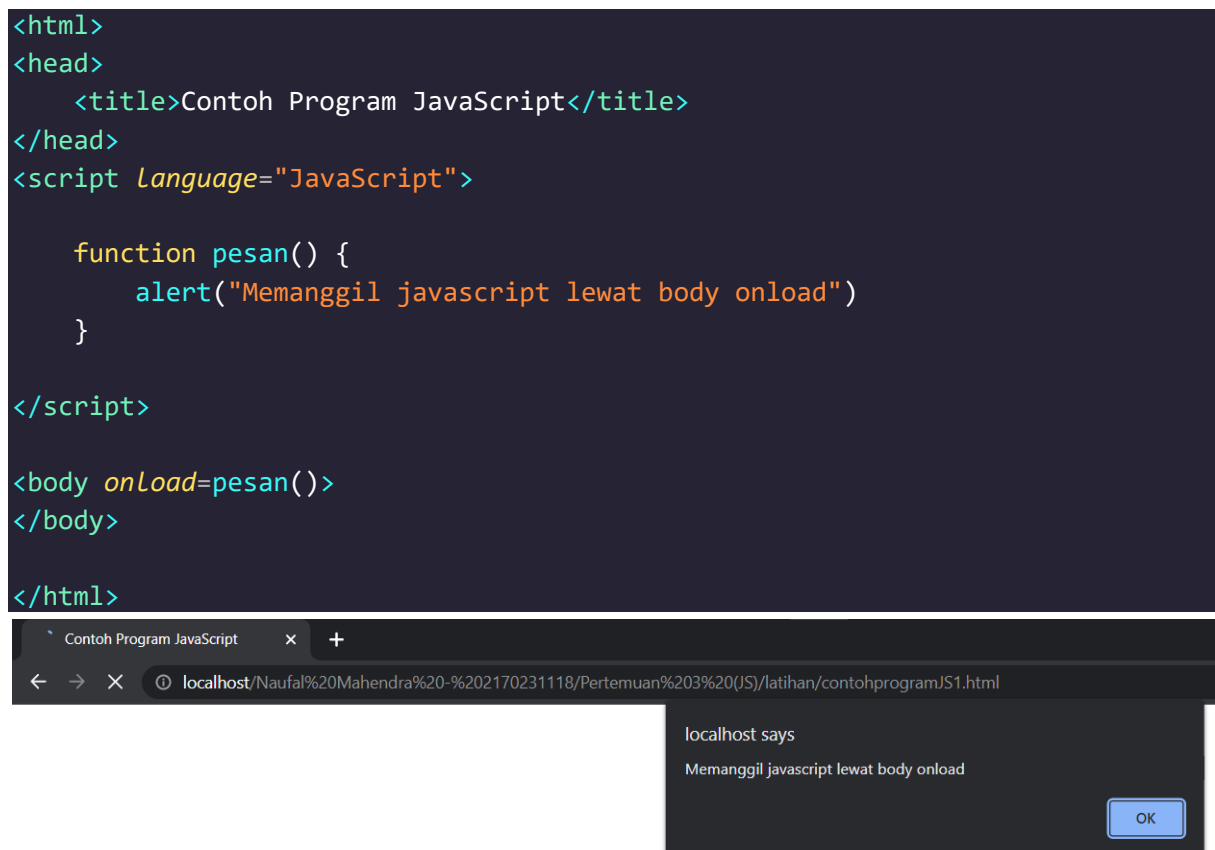 <html>
<head>
    <title>Contoh Program JavaScript</title>
</head>
<script language="JavaScript">
    function pesan() {
        alert("Memanggil javascript lewat body onload")
    }
</script>
<body onload=pesan()>
</body>
</html>
Contoh Program JavaScript
localhost/Naufal%20Mahendra%20-%202170231118/Pertemuan%203%20(JS)/latihan/contohprogramJS1.html
localhost says
Memanggil javascript lewat body onload
OK